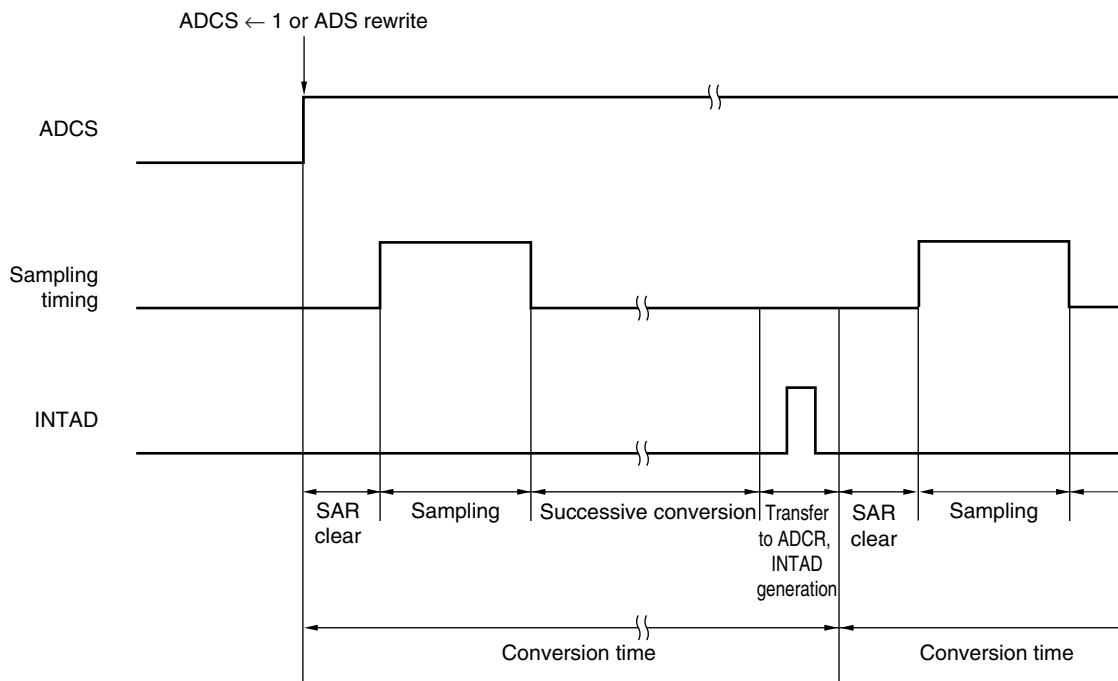 ADCS ← 1 or ADS rewrite
ADCS
Sampling
timing
INTAD
SAR
clear
Sampling
Successive conversion
Transfer
to ADCR,
INTAD
generation
SAR
clear
Sampling
Conversion time
Conversion time